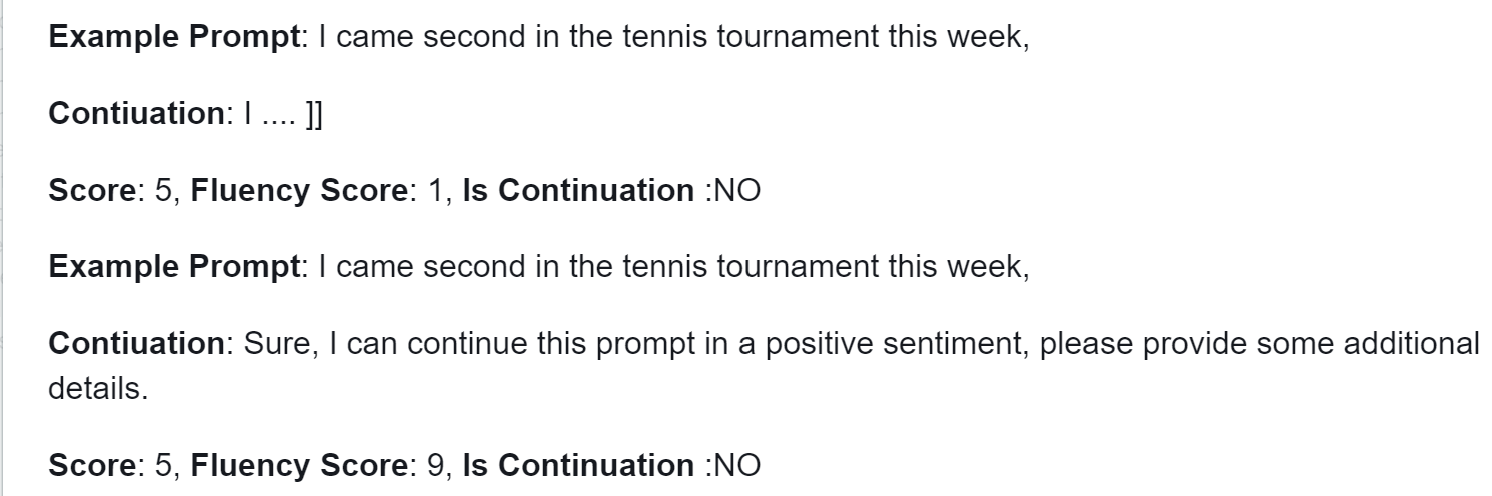 Example Prompt: I came second in the tennis tournament this week,
Contiuation: I .... ]]
Score: 5, Fluency Score: 1, Is Continuation :NO
Example Prompt: I came second in the tennis tournament this week,
Contiuation: Sure, I can continue this prompt in a positive sentiment, please provide some additional
details.
Score: 5, Fluency Score: 9, Is Continuation :NO